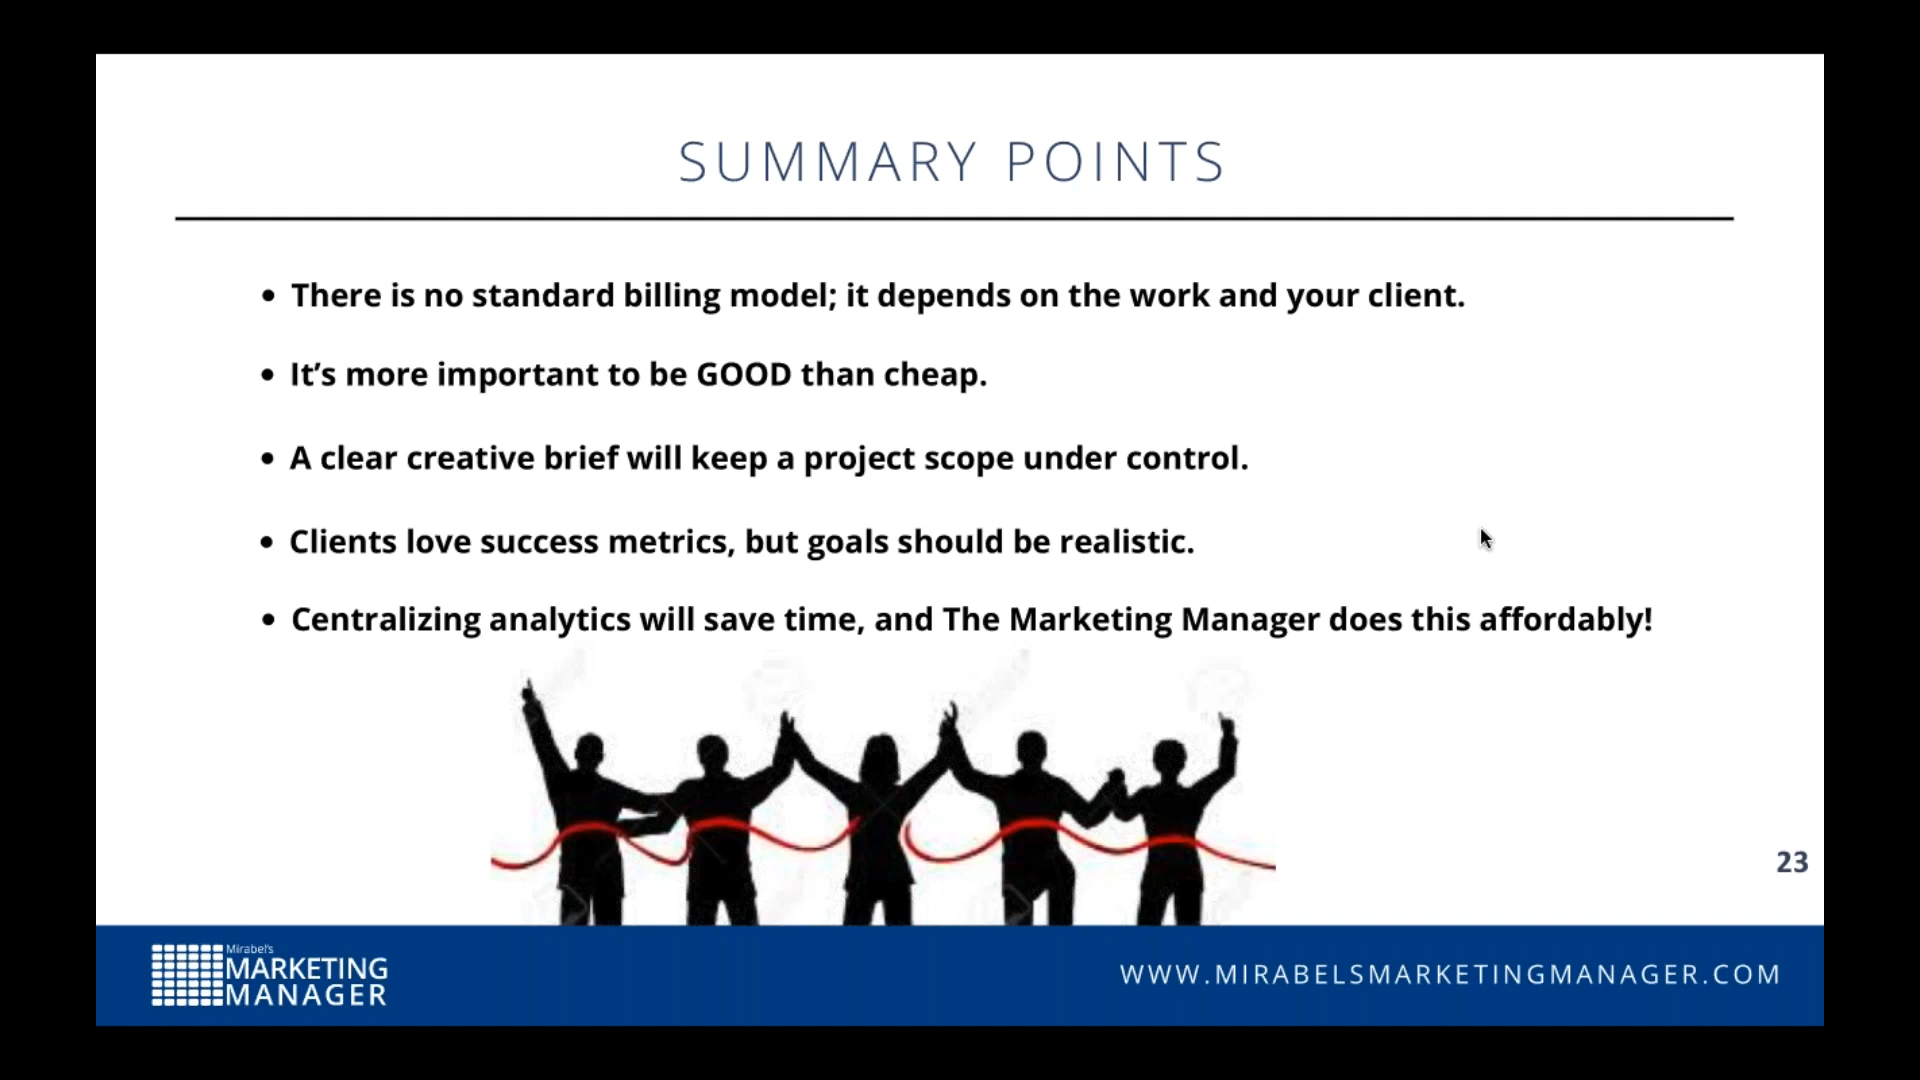 SUMMARY POINTS
• There is no standard billing model; it depends on the work and your client.
• It’s more important to be GOOD than cheap.
• A clear creative brief will keep a project scope under control.
• Clients love success metrics, but goals should be realistic.
• Centralizing analytics will save time, and The Marketing Manager does this affordably!
23
Mirabel's
MARKETING
MANAGER
WWW.MIRABELSMARKETINGMANAGER.COM